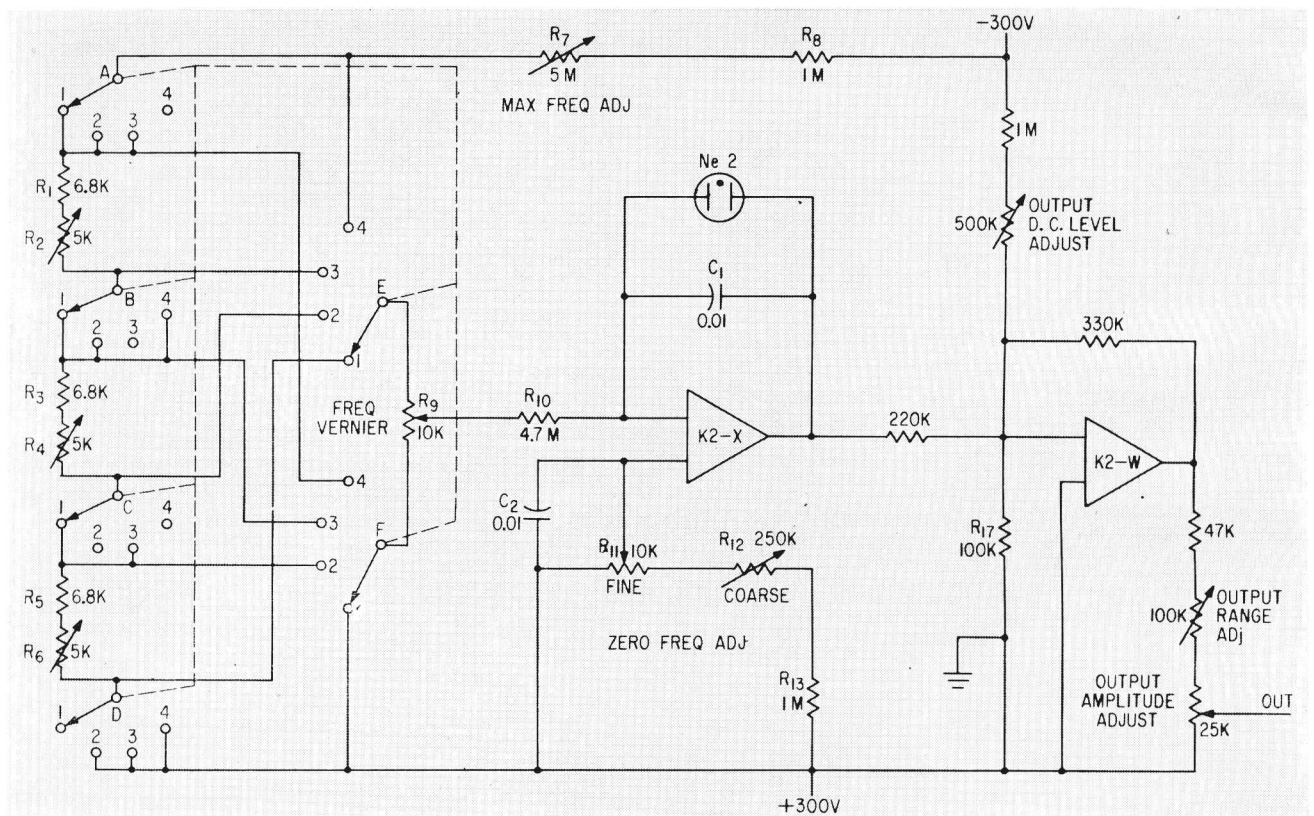 -300V
R7
5 M
MAX FREQ ADJ
R8
1 M
A
1
2
3
4
R1
6.8K
R2
5K
B
1
2
3
4
R3
6.8K
R4
5K
C
1
2
3
4
R5
6.8K
R6
5K
D
1
2
3
4
4
3
2
1
E
FREQ
VERNIER
R9
10K
4
3
2
F
Ne 2
C1
0.01
R10
4.7 M
K2-X
C2
0.01
R11
10K
FINE
R12
250K
COARSE
ZERO FREQ ADJ
R13
1 M
+300V
1 M
500K
OUTPUT
D. C. LEVEL
ADJUST
330K
220K
K2-W
R17
100K
47K
100K
OUTPUT
RANGE
ADj
OUTPUT
AMPLITUDE
ADJUST
25K
OUT